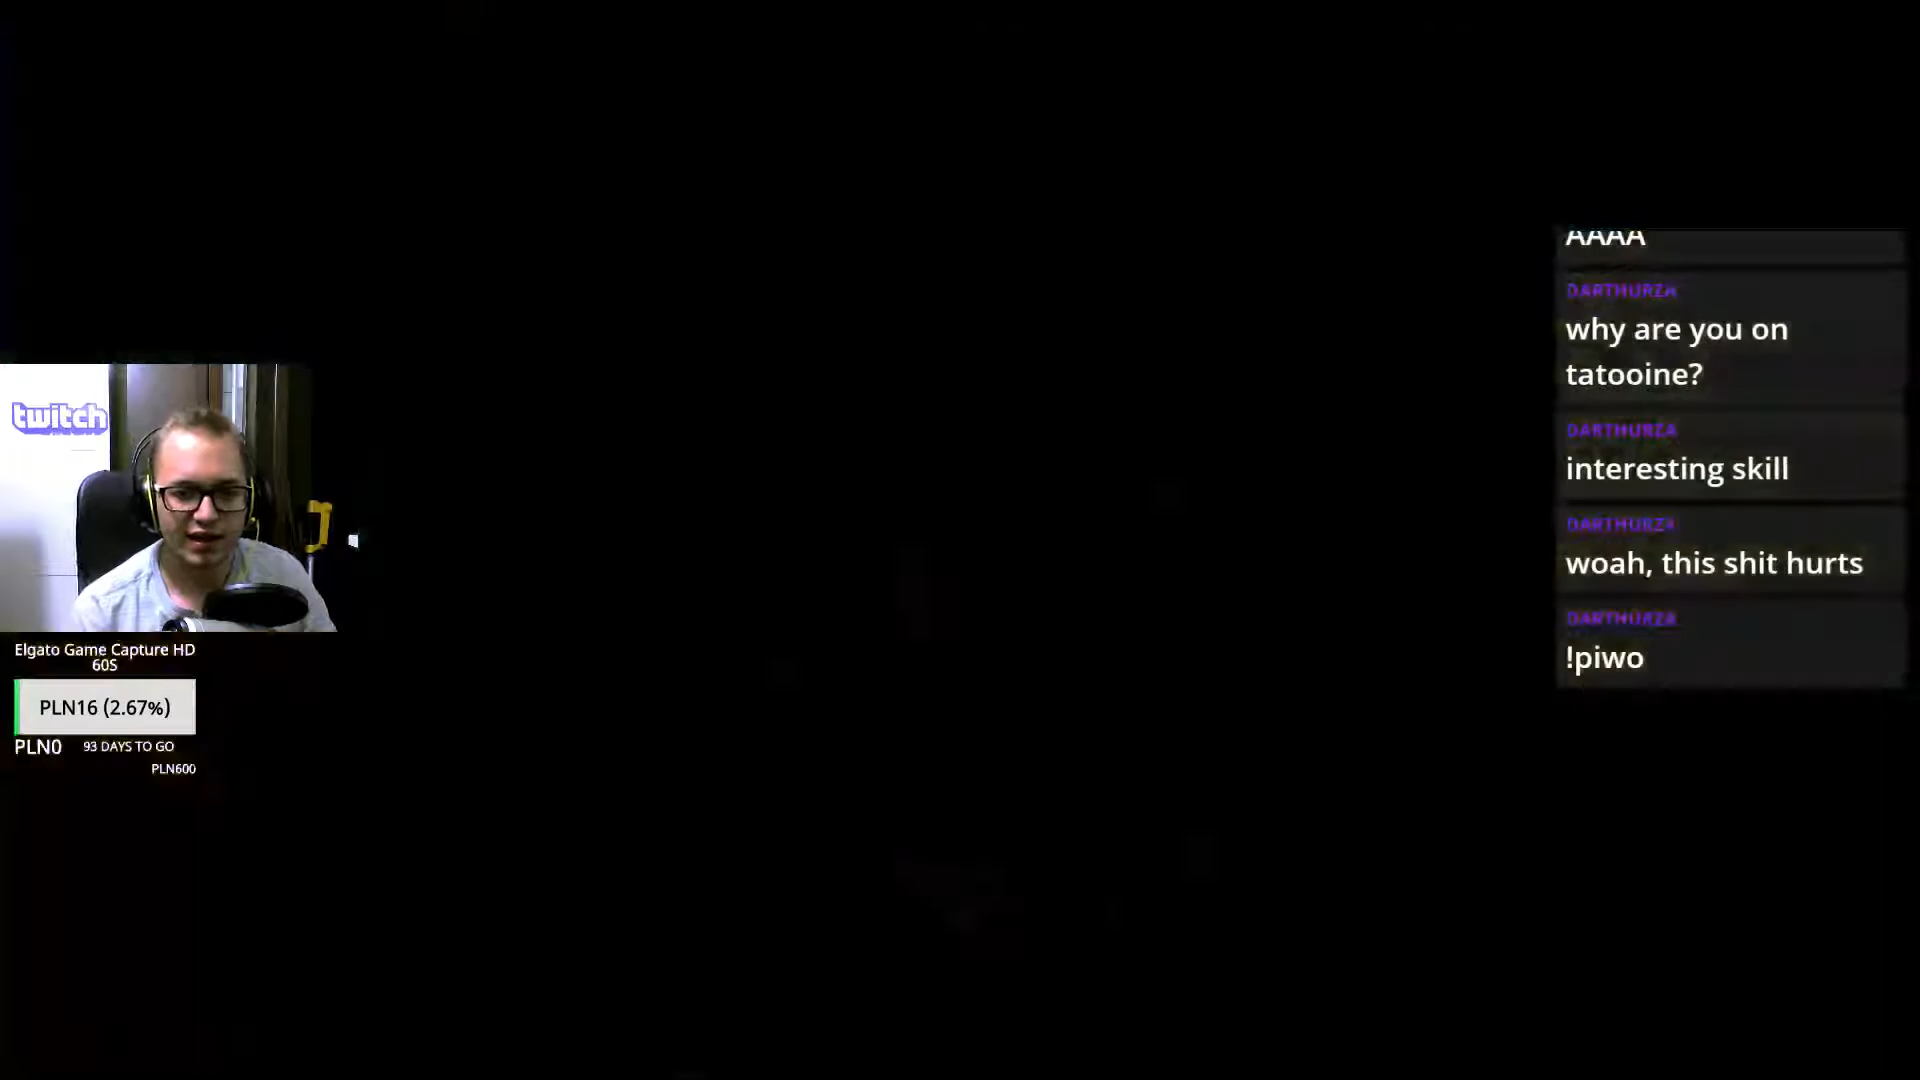 AAAA
DARTHURZA
why are you on
tatooine?
DARTHURZA
interesting skill
DARTHURZA
woah, this shit hurts
DARTHURZA
!piwo
twitch
Elgato Game Capture HD
60S
PLN16 (2.67%)
PLN0 93 DAYS TO GO
PLN600